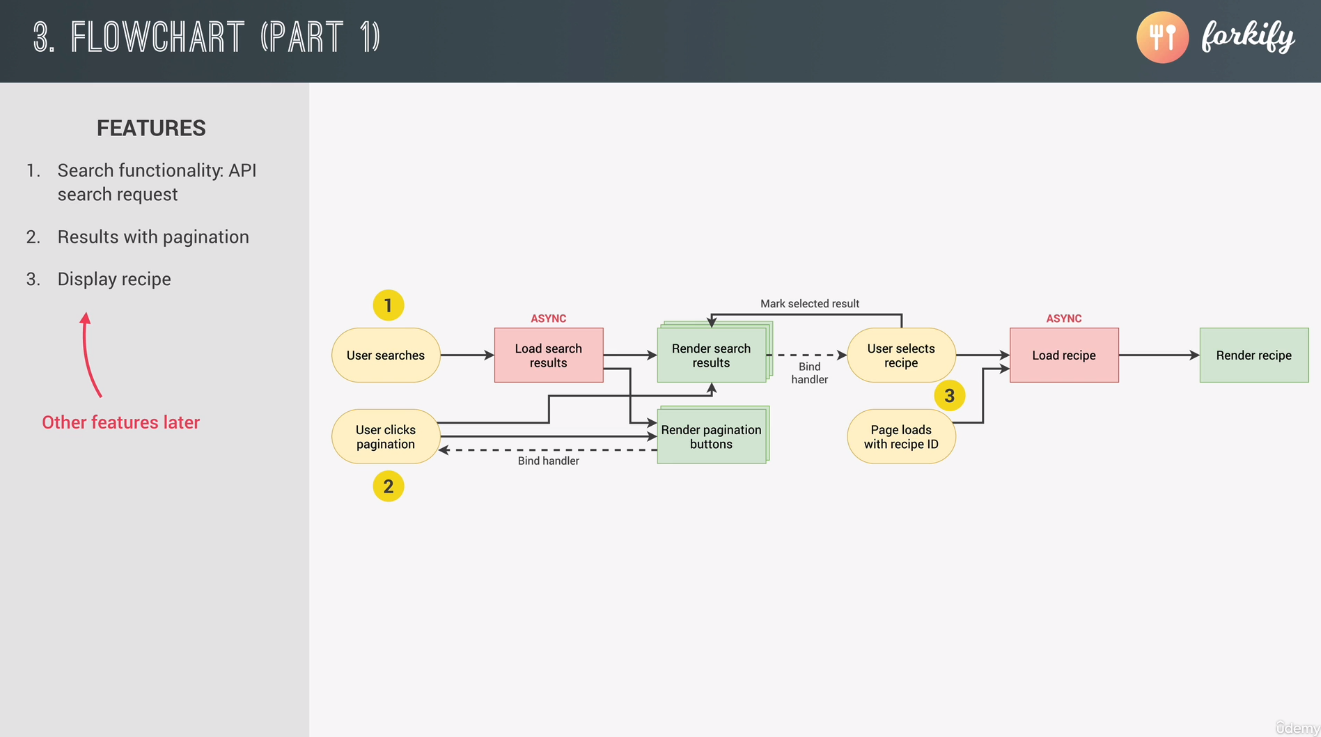 3. FLOWCHART (PART 1)
forkify
FEATURES
1. Search functionality: API
search request
2. Results with pagination
3. Display recipe
Other features later
1
Mark selected result
ASYNC
ASYNC
User searches
Load search
results
Render search
results
Bind
handler
User selects
recipe
Load recipe
Render recipe
3
User clicks
pagination
Render pagination
buttons
Page loads
with recipe ID
Bind handler
2
ûdemy